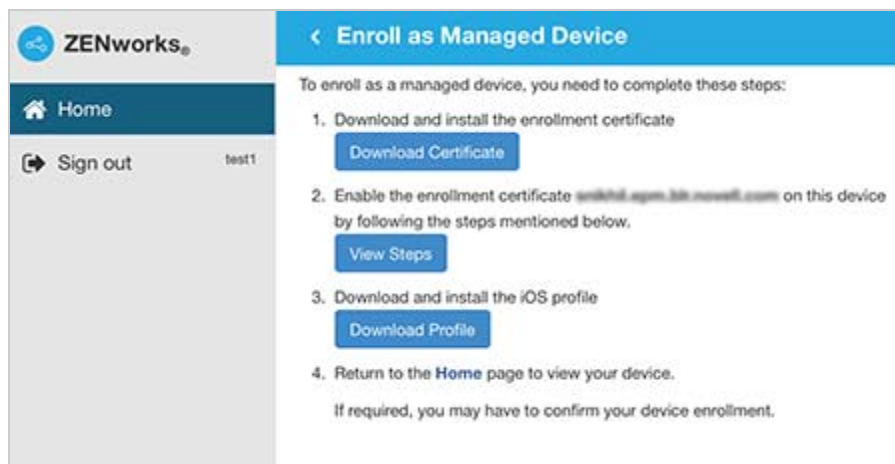 ZENworks®
Home
Sign out
test1
Enroll as Managed Device
To enroll as a managed device, you need to complete these steps:
1. Download and install the enrollment certificate
Download Certificate
2. Enable the enrollment certificate on this device
by following the steps mentioned below.
View Steps
3. Download and install the iOS profile
Download Profile
4. Return to the Home page to view your device.
If required, you may have to confirm your device enrollment.